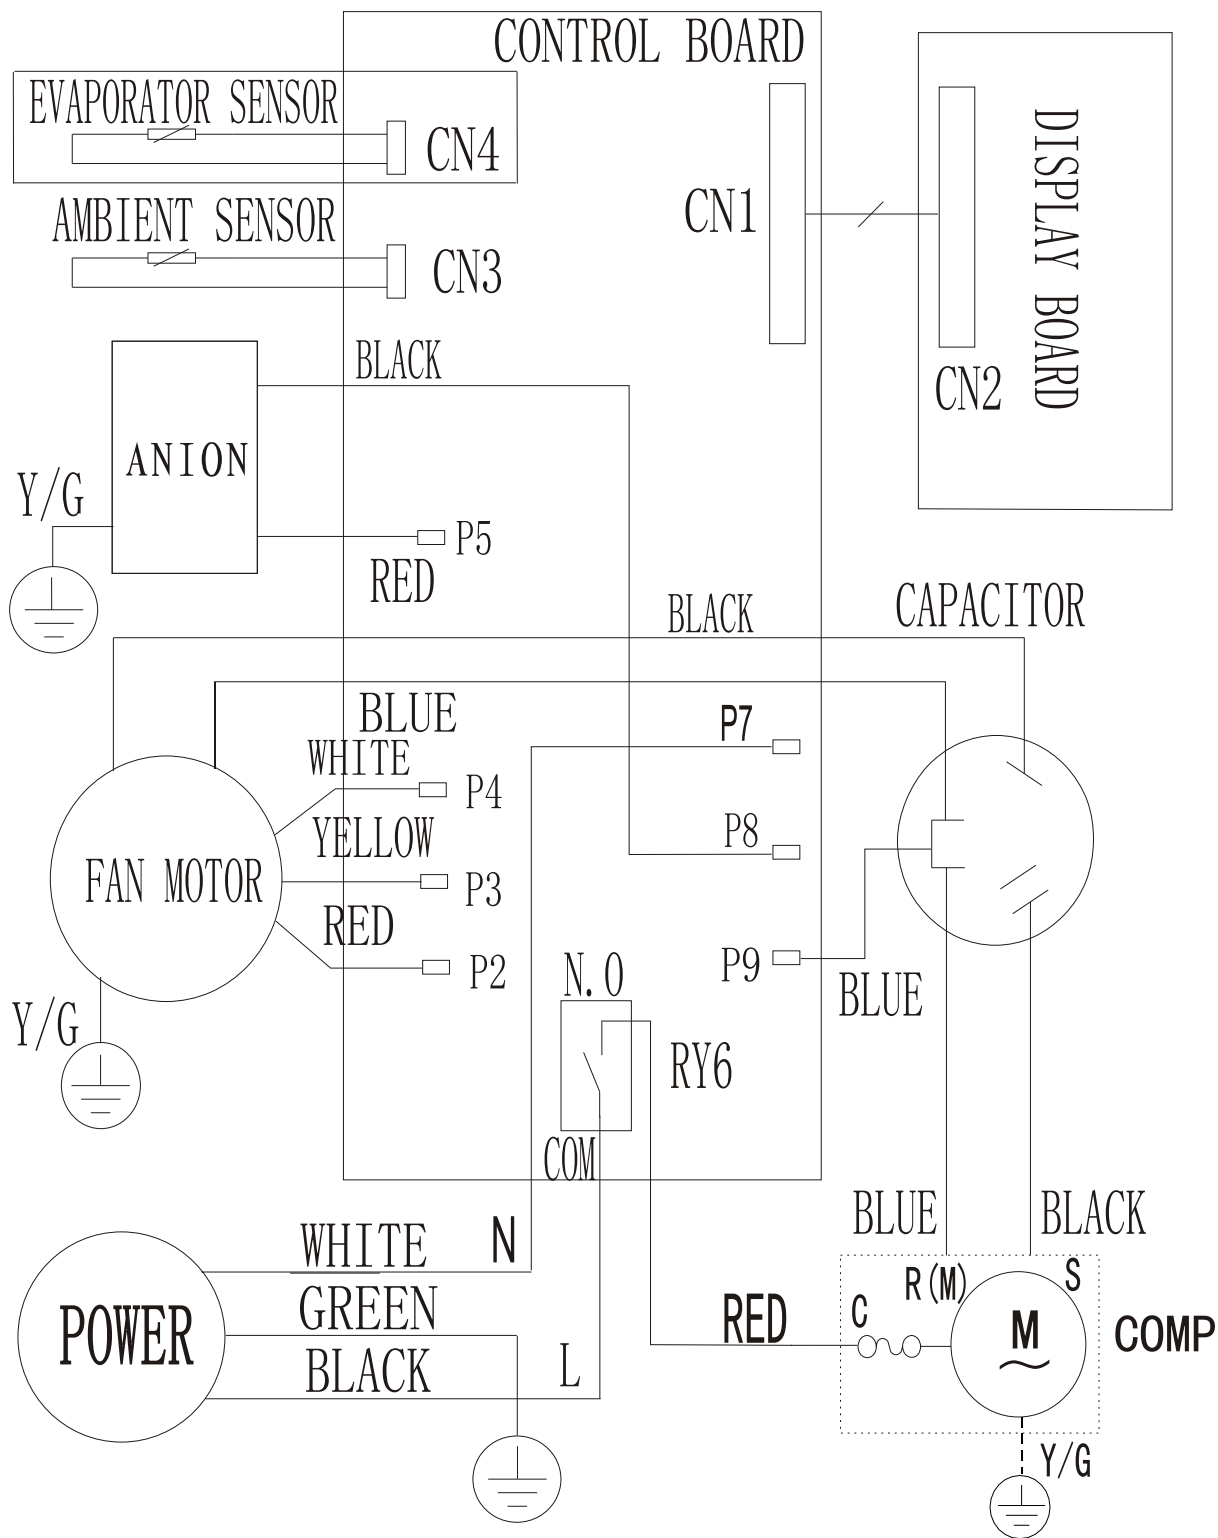 CONTROL BOARD
EVAPORATOR SENSOR
CN4
AMBIENT SENSOR
CN3
CN1
CN2
DISPLAY BOARD
BLACK
ANION
Y/G
P5
RED
BLACK
CAPACITOR
BLUE
P7
WHITE
P4
YELLOW
P8
FAN MOTOR
P3
RED
P2
P9
BLUE
N.O
Y/G
RY6
COM
BLUE
BLACK
WHITE
N
R(M)
S
GREEN
POWER
RED
C
M
COMP
BLACK
L
Y/G